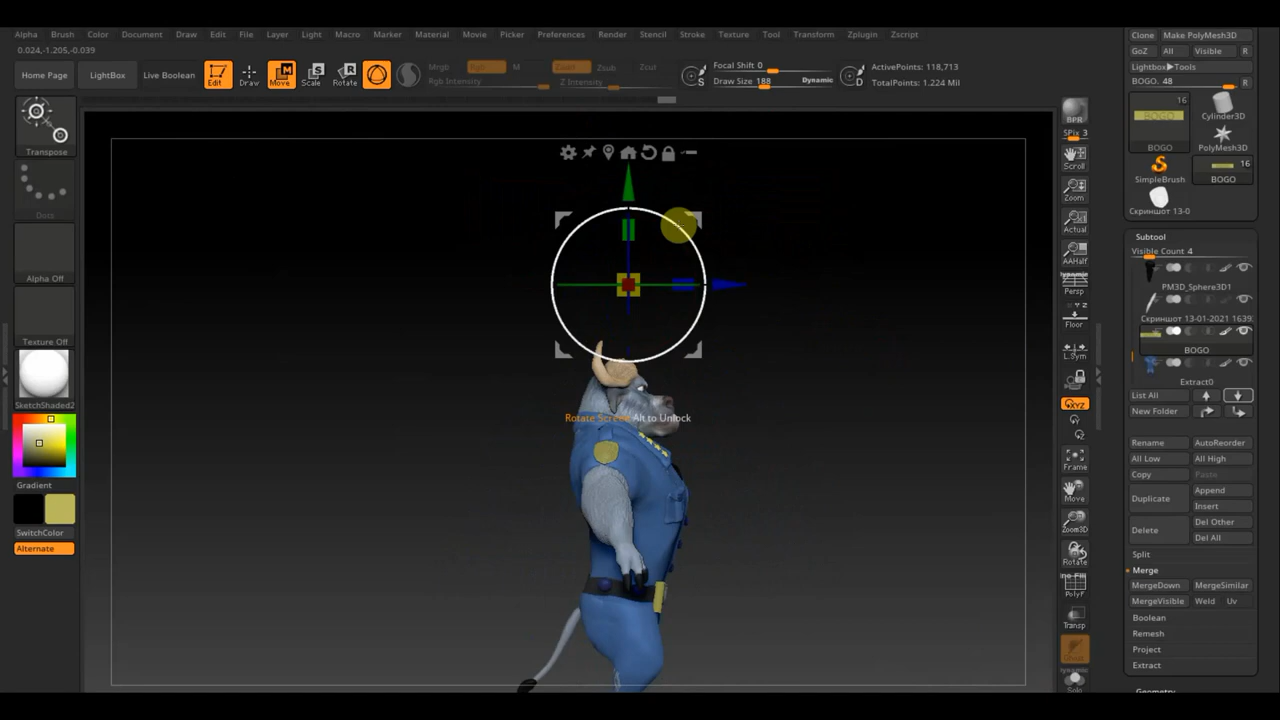 Alpha Brush Color Document Draw Edit File Layer Light Macro Marker Material Movie Picker Preferences Render Stencil Stroke Texture Tool Transform Zplugin Zscript
0.024,-1.205,-0.039
Home Page LightBox Live Boolean Edit Draw Move Scale Rotate
Mrgb Rgb M Zadd Zsub Zcut
Rgb Intensity Z Intensity
S Focal Shift 0
Draw Size 188 Dynamic
D ActivePoints: 118,713
TotalPoints: 1.224 Mil
Transpose
Dots
Alpha Off
Texture Off
SketchShaded2
Gradient
SwitchColor
Alternate
Rotate Screen Alt to Unlock
BPR
SPix 3
Scroll
Zoom
Actual
AAHalf
Dynamic
Persp
Floor
L.Sym
XYZ
Frame
Move
Zoom3D
Rotate
PolyF
Transp
Dynamic
Solo
Clone Make PolyMesh3D
GoZ All Visible R
Lightbox▶Tools
BOGO. 48 R
16
BOGO
Cylinder3D
PolyMesh3D
SimpleBrush
16
BOGO
Скриншот 13-0
Subtool
Visible Count 4
PM3D_Sphere3D1
Скриншот 13-01-2021 1639
BOGO
Extract0
List All
New Folder
Rename AutoReorder
All Low All High
Copy Paste
Duplicate Append
Insert
Delete Del Other
Del All
Split
Merge
MergeDown MergeSimilar
MergeVisible Weld Uv
Boolean
Remesh
Project
Extract
Geometry